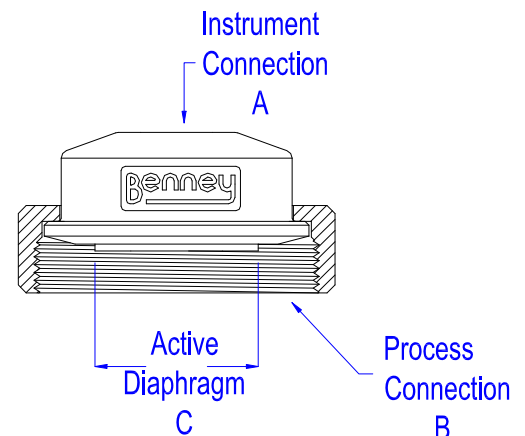 Instrument
Connection
A
Benney
Active
Diaphragm
C
Process
Connection
B